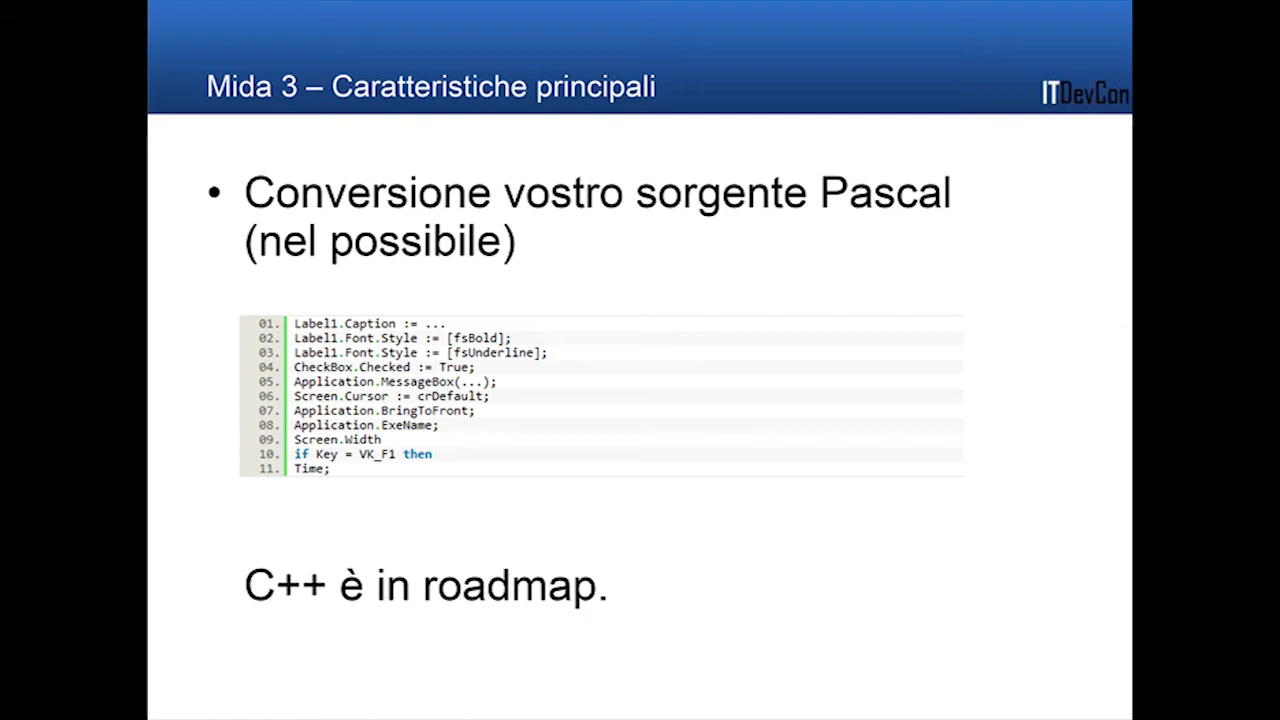 Mida 3 – Caratteristiche principali
ITDevCon
• Conversione vostro sorgente Pascal
(nel possibile)
01. Label1.Caption := ...
02. Label1.Font.Style := [fsBold];
03. Label1.Font.Style := [fsUnderline];
04. CheckBox.Checked := True;
05. Application.MessageBox(...);
06. Screen.Cursor := crDefault;
07. Application.BringToFront;
08. Application.ExeName;
09. Screen.Width
10. if Key = VK_F1 then
11. Time;
C++ è in roadmap.